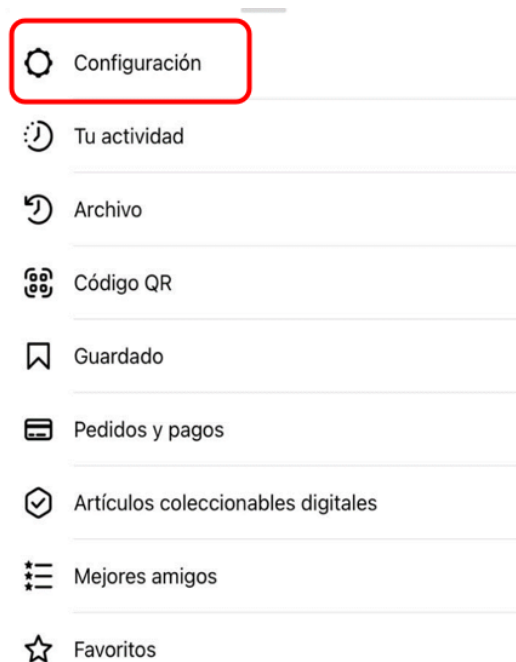 Configuración
Tu actividad
Archivo
Código QR
Guardado
Pedidos y pagos
Artículos coleccionables digitales
Mejores amigos
Favoritos